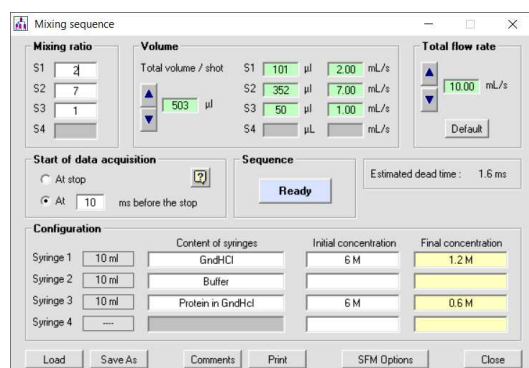 Mixing sequence
Mixing ratio
S1 2
S2 7
S3 1
S4
Volume
Total volume / shot
503 µl
S1 101 µl 2.00 mL/s
S2 352 µl 7.00 mL/s
S3 50 µl 1.00 mL/s
S4 µL mL/s
Total flow rate
10.00 mL/s
Default
Start of data acquisition
At stop
At 10 ms before the stop
?
Sequence
Ready
Estimated dead time : 1.6 ms
Configuration
Content of syringes Initial concentration Final concentration
Syringe 1 10 ml GndHCl 6 M 1.2 M
Syringe 2 10 ml Buffer
Syringe 3 10 ml Protein in GndHcl 6 M 0.6 M
Syringe 4 ----
Load Save As Comments Print SFM Options Close